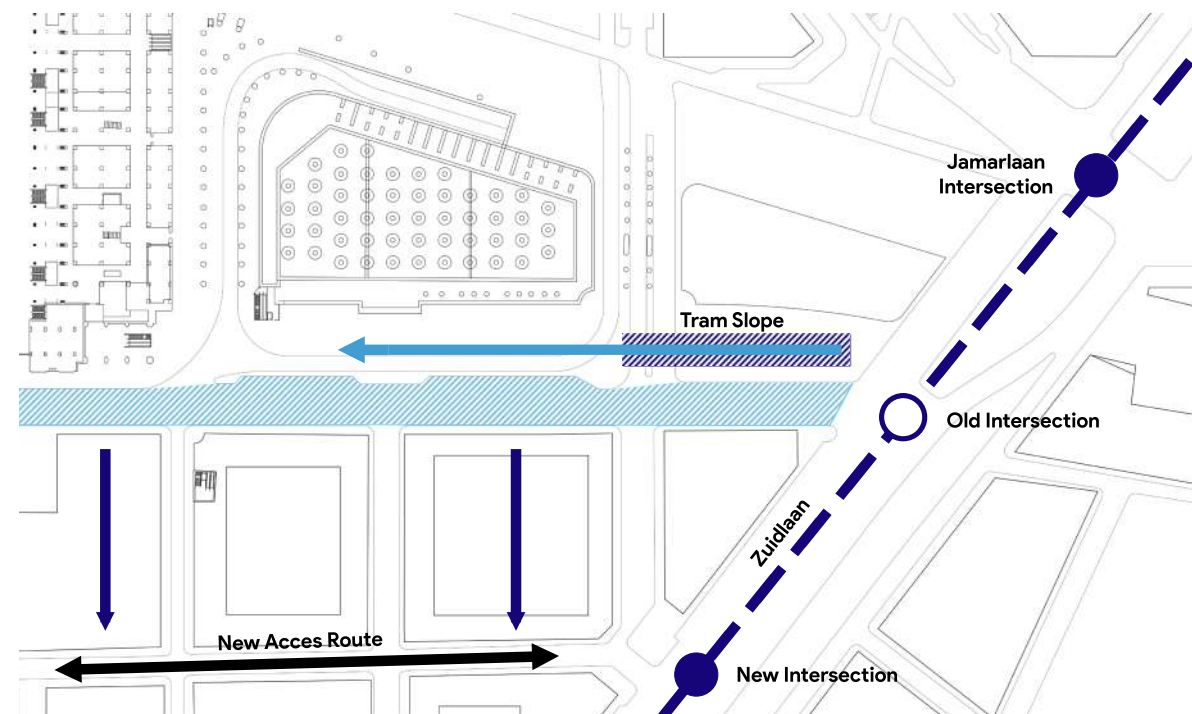 Jamarlaan
Intersection
Tram Slope
Old Intersection
Zuidlaan
New Acces Route
New Intersection